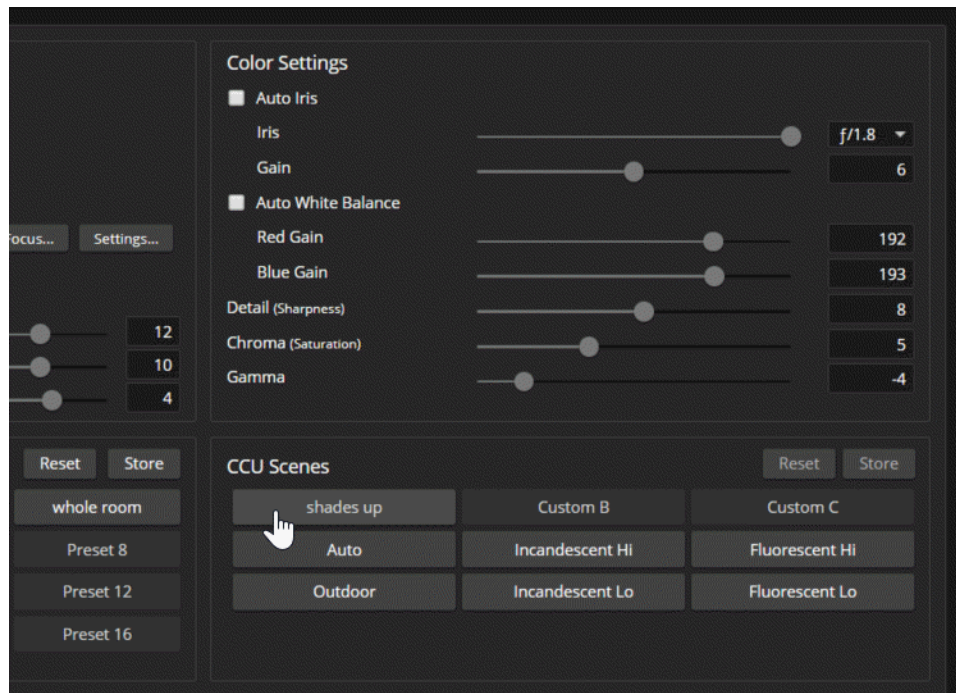 Color Settings
Auto Iris
Iris
ƒ/1.8
Gain
6
Auto White Balance
Red Gain
192
Blue Gain
193
Detail (Sharpness)
8
Chroma (Saturation)
5
Gamma
-4
Settings...
12
10
4
Reset Store
whole room
Preset 8
Preset 12
Preset 16
CCU Scenes
Reset Store
shades up Custom B Custom C
Auto Incandescent Hi Fluorescent Hi
Outdoor Incandescent Lo Fluorescent Lo